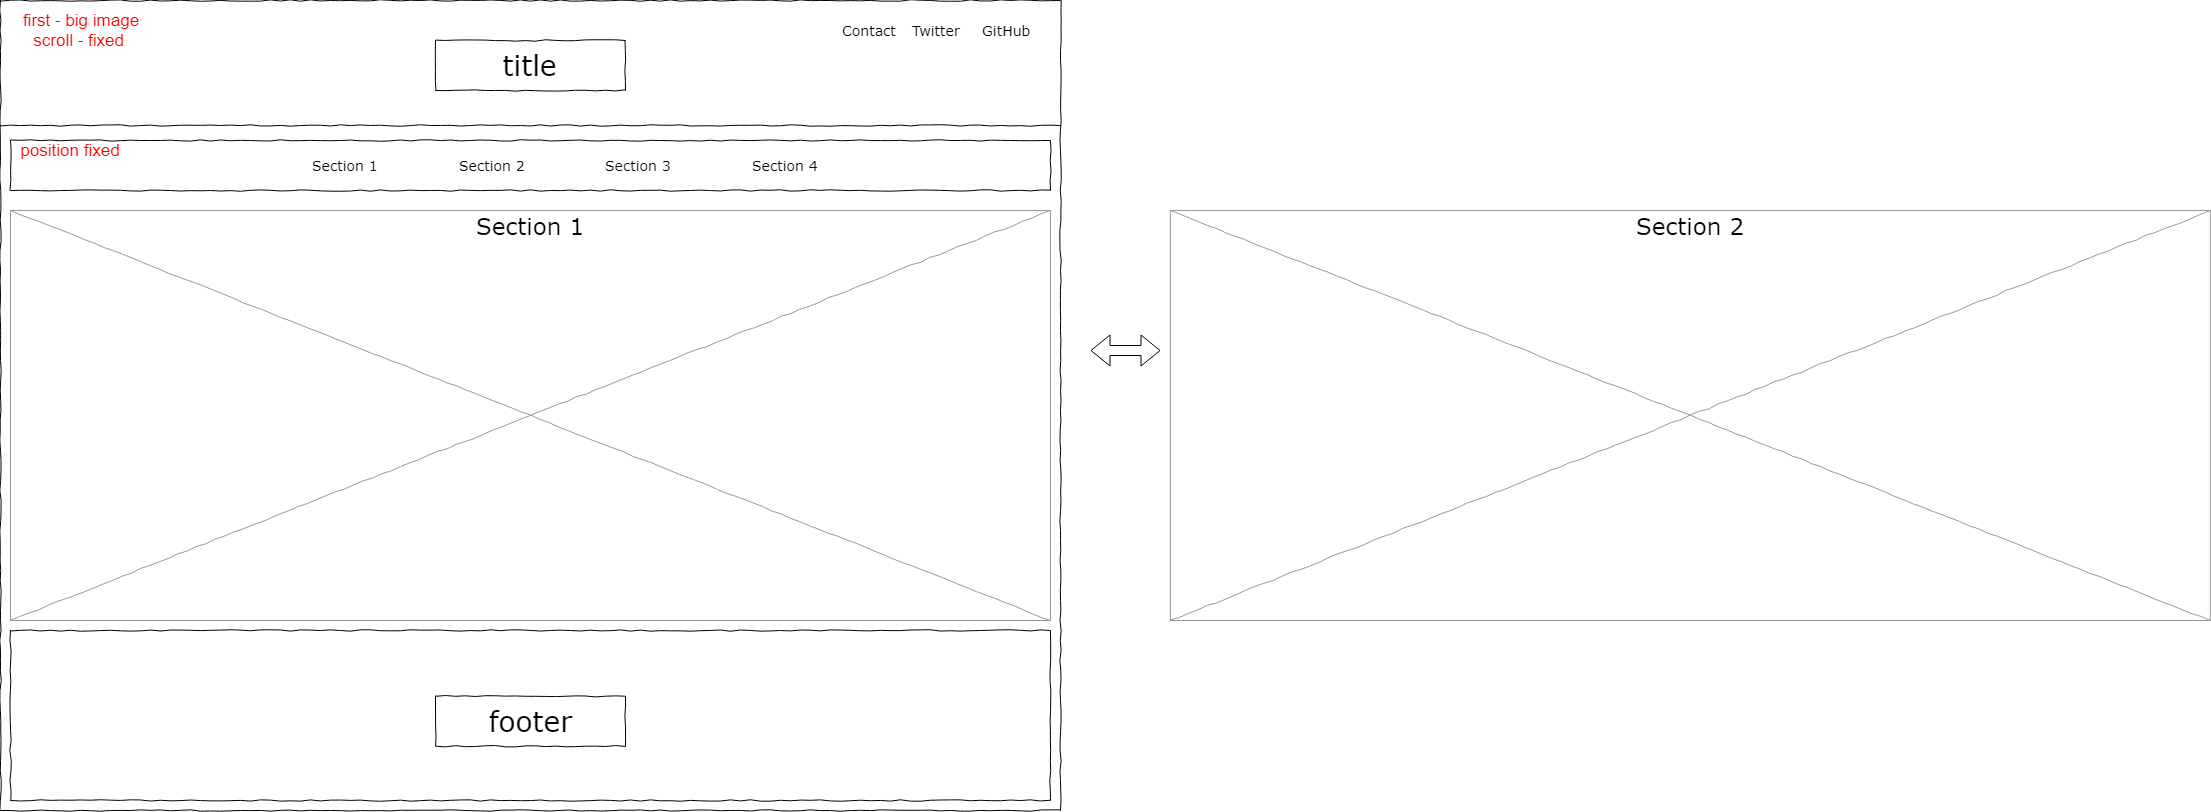 first - big image
scroll - fixed
Contact Twitter GitHub
title
position fixed
Section 1 Section 2 Section 3 Section 4
Section 1
Section 2
footer